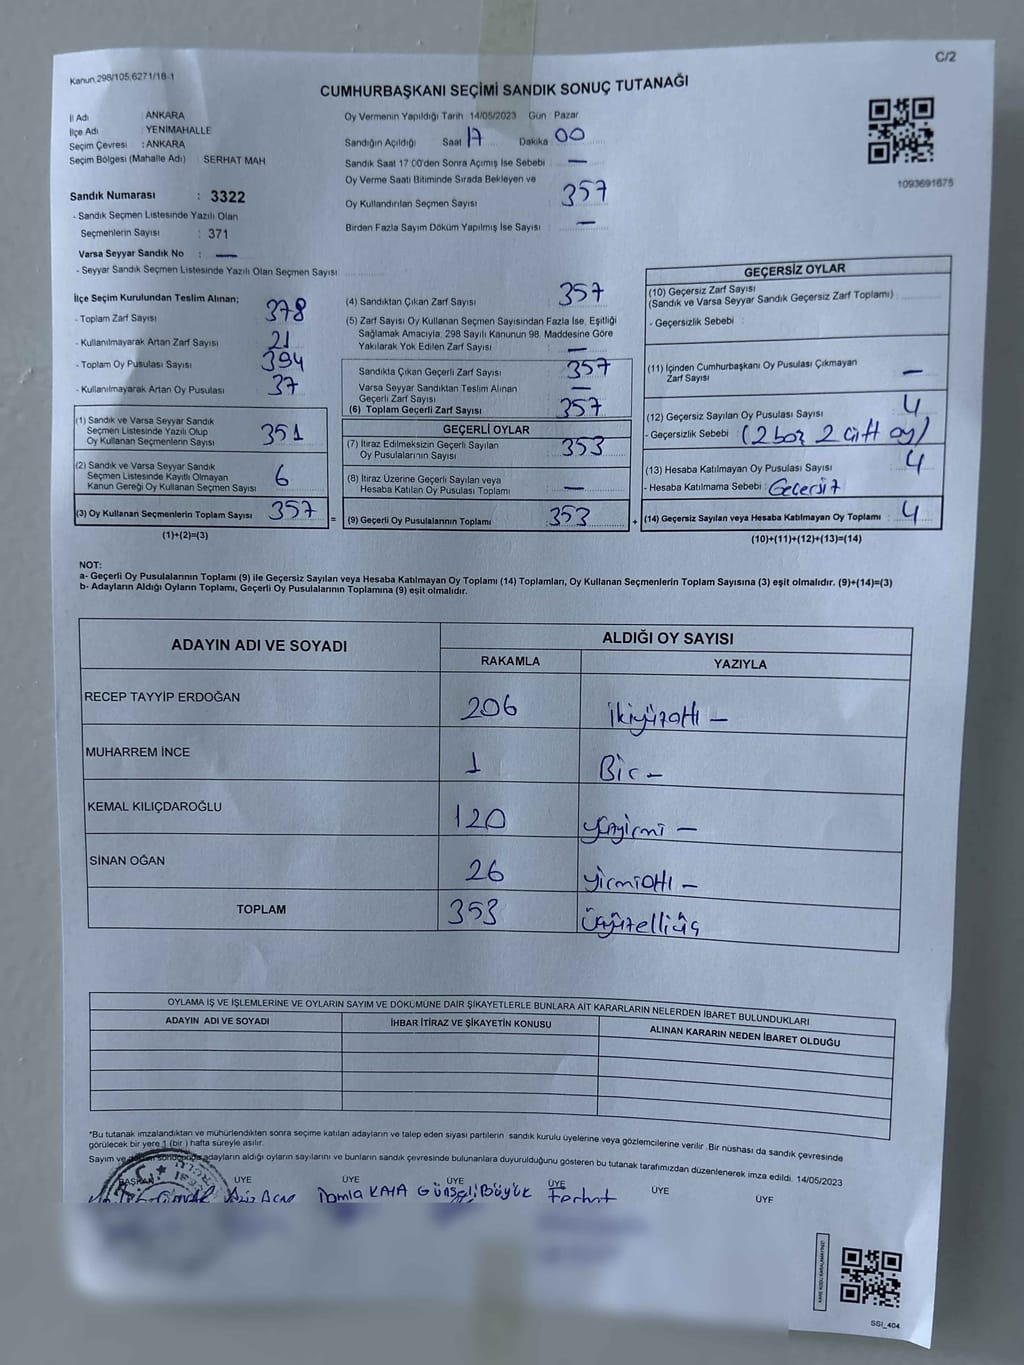 C/2
Kanun.298/105;6271/18-1
CUMHURBAŞKANI SEÇİMİ SANDIK SONUÇ TUTANAĞI
İl Adı : ANKARA
İlçe Adı : YENİMAHALLE
Seçim Çevresi : ANKARA
Seçim Bölgesi (Mahalle Adı) : SERHAT MAH
Sandık Numarası : 3322
- Sandık Seçmen Listesinde Yazılı Olan
Seçmenlerin Sayısı : 371
Varsa Seyyar Sandık No : —
- Seyyar Sandık Seçmen Listesinde Yazılı Olan Seçmen Sayısı
Oy Vermenin Yapıldığı Tarih 14/05/2023 Gün Pazar
Sandığın Açıldığı Saat 17 Dakika 00
Sandık Saat 17:00'den Sonra Açımış İse Sebebi : —
Oy Verme Saati Bitiminde Sırada Bekleyen ve
Oy Kullandırılan Seçmen Sayısı : 357
Birden Fazla Sayım Döküm Yapılmış İse Sayısı : —
1093691675
İlçe Seçim Kurulundan Teslim Alınan;
- Toplam Zarf Sayısı 378
- Kullanılmayarak Artan Zarf Sayısı 21
- Toplam Oy Pusulası Sayısı 394
- Kullanılmayarak Artan Oy Pusulası 37
(1) Sandık ve Varsa Seyyar Sandık
Seçmen Listesinde Yazılı Olup
Oy Kullanan Seçmenlerin Sayısı 351
(2) Sandık ve Varsa Seyyar Sandık
Seçmen Listesinde Kayıtlı Olmayan
Kanun Gereği Oy Kullanan Seçmen Sayısı 6
(3) Oy Kullanan Seçmenlerin Toplam Sayısı 357 =
(1)+(2)=(3)
(4) Sandıktan Çıkan Zarf Sayısı 357
(5) Zarf Sayısı Oy Kullanan Seçmen Sayısından Fazla İse, Eşitliği
Sağlamak Amacıyla, 298 Sayılı Kanunun 98. Maddesine Göre
Yakılarak Yok Edilen Zarf Sayısı —
Sandıkta Çıkan Geçerli Zarf Sayısı 357
Varsa Seyyar Sandıktan Teslim Alınan
Geçerli Zarf Sayısı —
(6) Toplam Geçerli Zarf Sayısı 357
GEÇERLİ OYLAR
(7) İtiraz Edilmeksizin Geçerli Sayılan
Oy Pusulalarının Sayısı 353
(8) İtiraz Üzerine Geçerli Sayılan veya
Hesaba Katılan Oy Pusulası Toplamı —
(9) Geçerli Oy Pusulalarının Toplamı 353 +
GEÇERSİZ OYLAR
(10) Geçersiz Zarf Sayısı
(Sandık ve Varsa Seyyar Sandık Geçersiz Zarf Toplamı) :
- Geçersizlik Sebebi :
(11) İçinden Cumhurbaşkanı Oy Pusulası Çıkmayan
Zarf Sayısı —
(12) Geçersiz Sayılan Oy Pusulası Sayısı 4
- Geçersizlik Sebebi : (2 boş 2 çift oy)
(13) Hesaba Katılmayan Oy Pusulası Sayısı 4
- Hesaba Katılmama Sebebi : Geçersiz
(14) Geçersiz Sayılan veya Hesaba Katılmayan Oy Toplamı : 4
(10)+(11)+(12)+(13)=(14)
NOT:
a- Geçerli Oy Pusulalarının Toplamı (9) ile Geçersiz Sayılan veya Hesaba Katılmayan Oy Toplamı (14) Toplamları, Oy Kullanan Seçmenlerin Toplam Sayısına (3) eşit olmalıdır. (9)+(14)=(3)
b- Adayların Aldığı Oyların Toplamı, Geçerli Oy Pusulalarının Toplamına (9) eşit olmalıdır.
ADAYIN ADI VE SOYADI
ALDIĞI OY SAYISI
RAKAMLA YAZIYLA
RECEP TAYYİP ERDOĞAN 206 ikiyüzaltı —
MUHARREM İNCE 1 Bir —
KEMAL KILIÇDAROĞLU 120 yüzyirmi —
SİNAN OĞAN 26 yirmialtı —
TOPLAM 353 üçyüzelliüç
OYLAMA İŞ VE İŞLEMLERİNE VE OYLARIN SAYIM VE DÖKÜMÜNE DAİR ŞİKAYETLERLE BUNLARA AİT KARARLARIN NELERDEN İBARET BULUNDUKLARI
ADAYIN ADI VE SOYADI
İHBAR İTİRAZ VE ŞİKAYETİN KONUSU
ALINAN KARARIN NEDEN İBARET OLDUĞU
*Bu tutanak imzalandıktan ve mühürlendikten sonra seçime katılan adayların ve talep eden siyasi partilerin sandık kurulu üyelerine veya gözlemcilerine verilir .Bir nüshası da sandık çevresinde
görülecek bir yere 1 (bir ) hafta süreyle asılır.
Sayım ve sonucunda adayların aldığı oyların sayılarını ve bunların sandık çevresinde bulunanlara duyurulduğunu gösteren bu tutanak tarafımızdan düzenlenerek imza edildi. 14/05/2023
BAŞKAN ÜYE ÜYE ÜYE ÜYE ÜYE ÜYE
Damla KAYA Günseli Büyük Ferhat
SSI_404